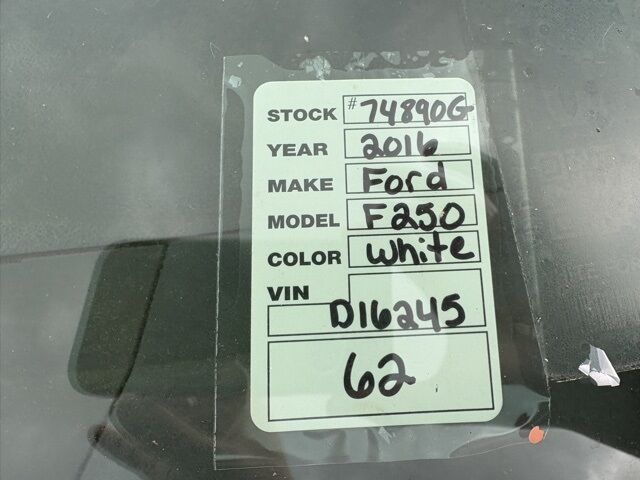 STOCK #74890G
YEAR 2016
MAKE Ford
MODEL F250
COLOR White
VIN
D16245
62